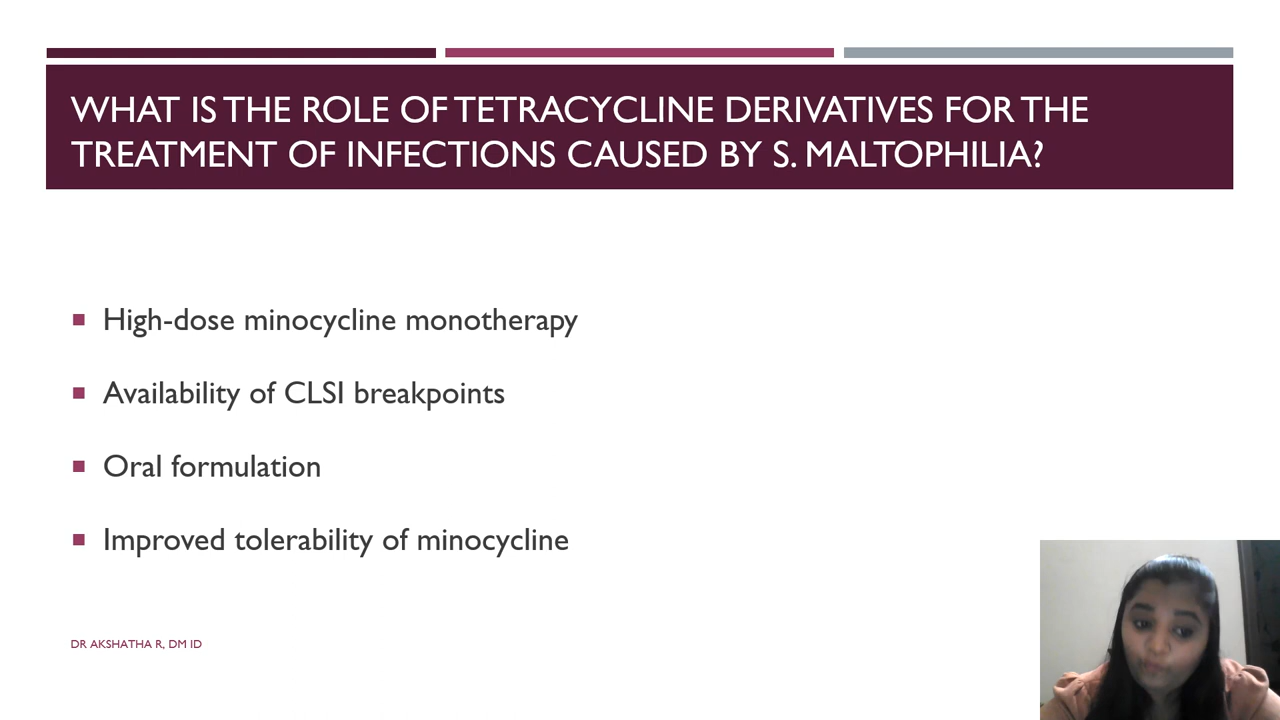 WHAT IS THE ROLE OF TETRACYCLINE DERIVATIVES FOR THE
TREATMENT OF INFECTIONS CAUSED BY S. MALTOPHILIA?
High-dose minocycline monotherapy
Availability of CLSI breakpoints
Oral formulation
Improved tolerability of minocycline
DR AKSHATHA R, DM ID